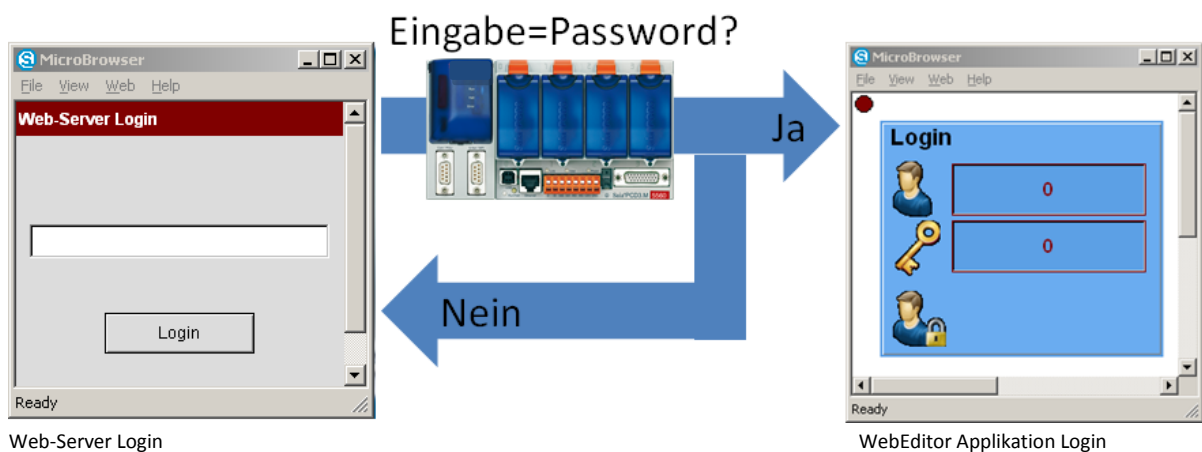 Eingabe=Password?
MicroBrowser
File View Web Help
Web-Server Login
Login
Ready
Web-Server Login
Ja
Nein
MicroBrowser
File View Web Help
Login
0
0
Ready
WebEditor Applikation Login